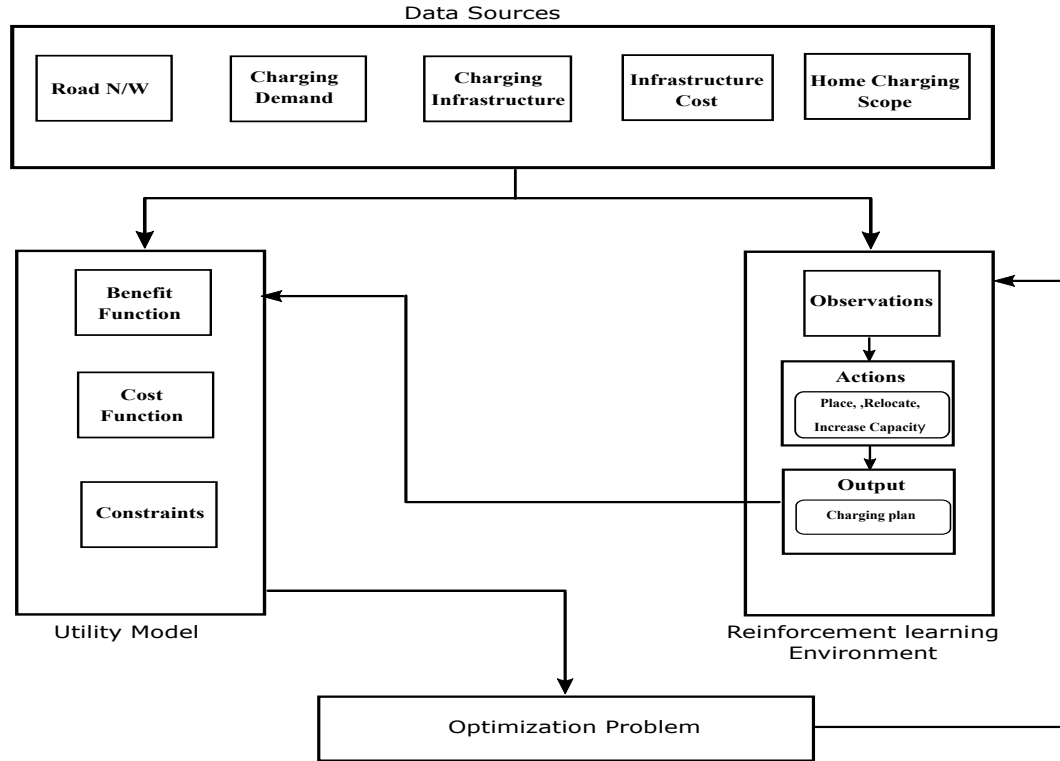 Data Sources
Road N/W
Charging
Demand
Charging
Infrastructure
Infrastructure
Cost
Home Charging
Scope
Benefit
Function
Cost
Function
Constraints
Utility Model
Observations
Actions
Place, ,Relocate,
Increase Capacity
Output
Charging plan
Reinforcement learning
Environment
Optimization Problem